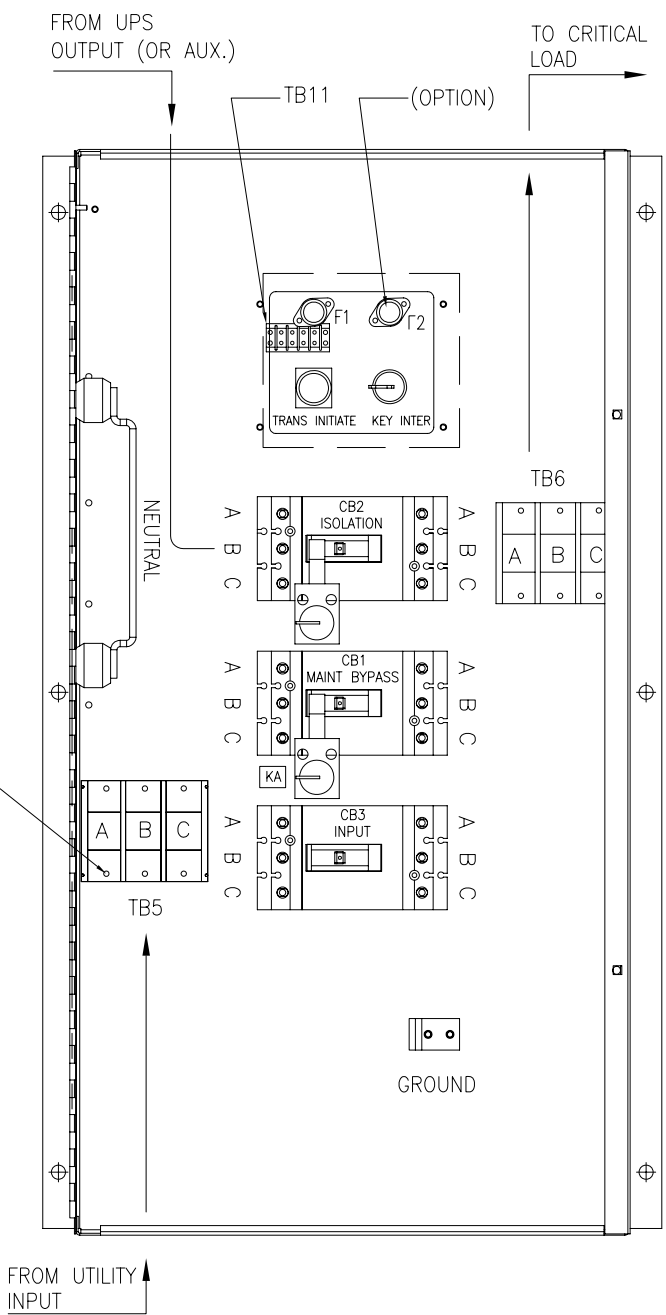 FROM UPS
OUTPUT (OR AUX.)
TO CRITICAL
LOAD
TB11
(OPTION)
F1
Γ2
TRANS INITIATE
KEY INTER
TB6
A
B
C
NEUTRAL
A
B
C
CB2
ISOLATION
A
B
C
A
B
C
CB1
MAINT BYPASS
A
B
C
KA
A
B
C
TB5
A
B
C
CB3
INPUT
A
B
C
GROUND
FROM UTILITY
INPUT